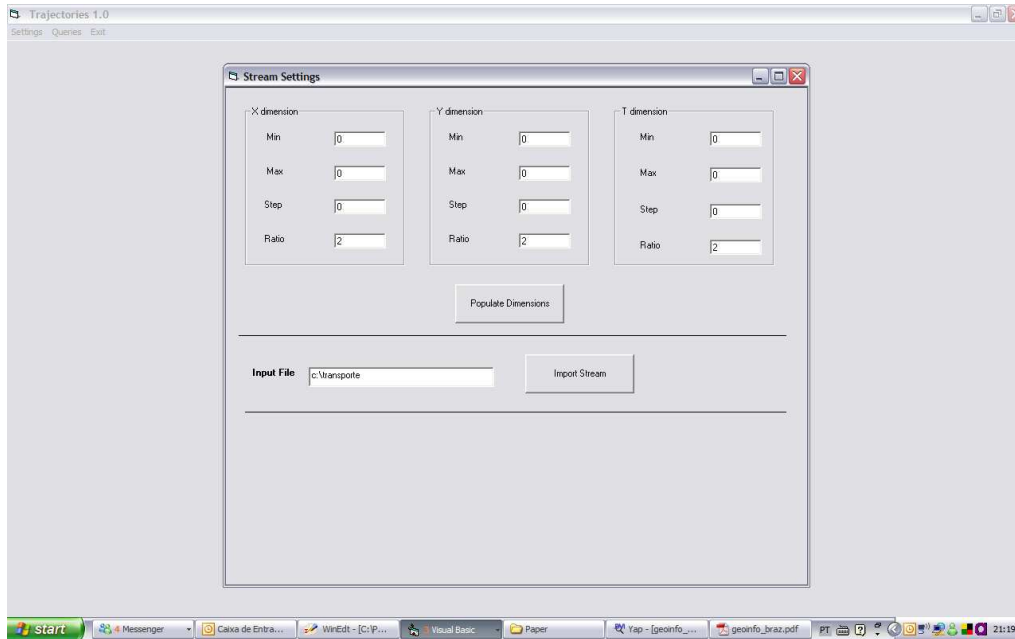 Trajectories 1.0
Settings Queries Exit
Stream Settings
X dimension Y dimension T dimension
Min 0 Min 0 Min 0
Max 0 Max 0 Max 0
Step 0 Step 0 Step 0
Ratio 2 Ratio 2 Ratio 2
Populate Dimensions
Input File c:\transporte Import Stream
start 4 Messenger Caixa de Entra... WinEdt - [C:\P... 3 Visual Basic Paper Yap - [geoinfo_... geoinfo_braz.pdf PT 21:19